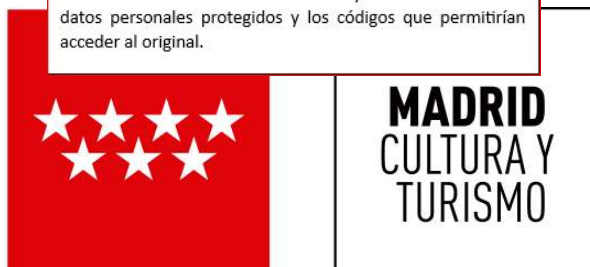 datos personales protegidos y los códigos que permitirían
acceder al original.
MADRID
CULTURA Y
TURISMO